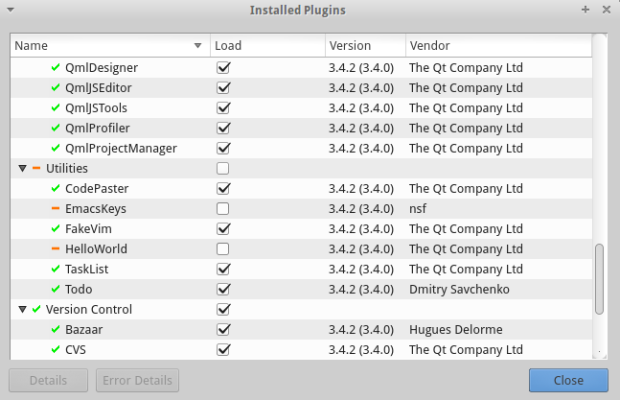 Installed Plugins
Name Load Version Vendor
QmlDesigner 3.4.2 (3.4.0) The Qt Company Ltd
QmlJSEditor 3.4.2 (3.4.0) The Qt Company Ltd
QmlJSTools 3.4.2 (3.4.0) The Qt Company Ltd
QmlProfiler 3.4.2 (3.4.0) The Qt Company Ltd
QmlProjectManager 3.4.2 (3.4.0) The Qt Company Ltd
Utilities
CodePaster 3.4.2 (3.4.0) The Qt Company Ltd
EmacsKeys 3.4.2 (3.4.0) nsf
FakeVim 3.4.2 (3.4.0) The Qt Company Ltd
HelloWorld 3.4.2 (3.4.0) The Qt Company Ltd
TaskList 3.4.2 (3.4.0) The Qt Company Ltd
Todo 3.4.2 (3.4.0) Dmitry Savchenko
Version Control
Bazaar 3.4.2 (3.4.0) Hugues Delorme
CVS 3.4.2 (3.4.0) The Qt Company Ltd
Details Error Details Close